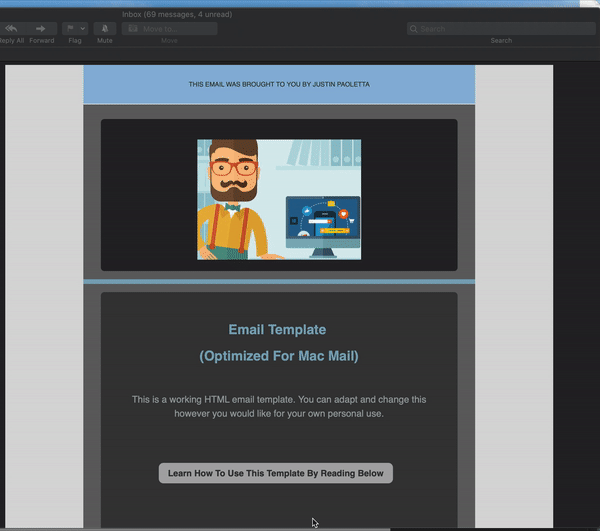 Inbox (69 messages, 4 unread)
Reply All Forward Flag Mute Move to... Move Search Search
THIS EMAIL WAS BROUGHT TO YOU BY JUSTIN PAOLETTA
Email Template
(Optimized For Mac Mail)
This is a working HTML email template. You can adapt and change this
however you would like for your own personal use.
Learn How To Use This Template By Reading Below